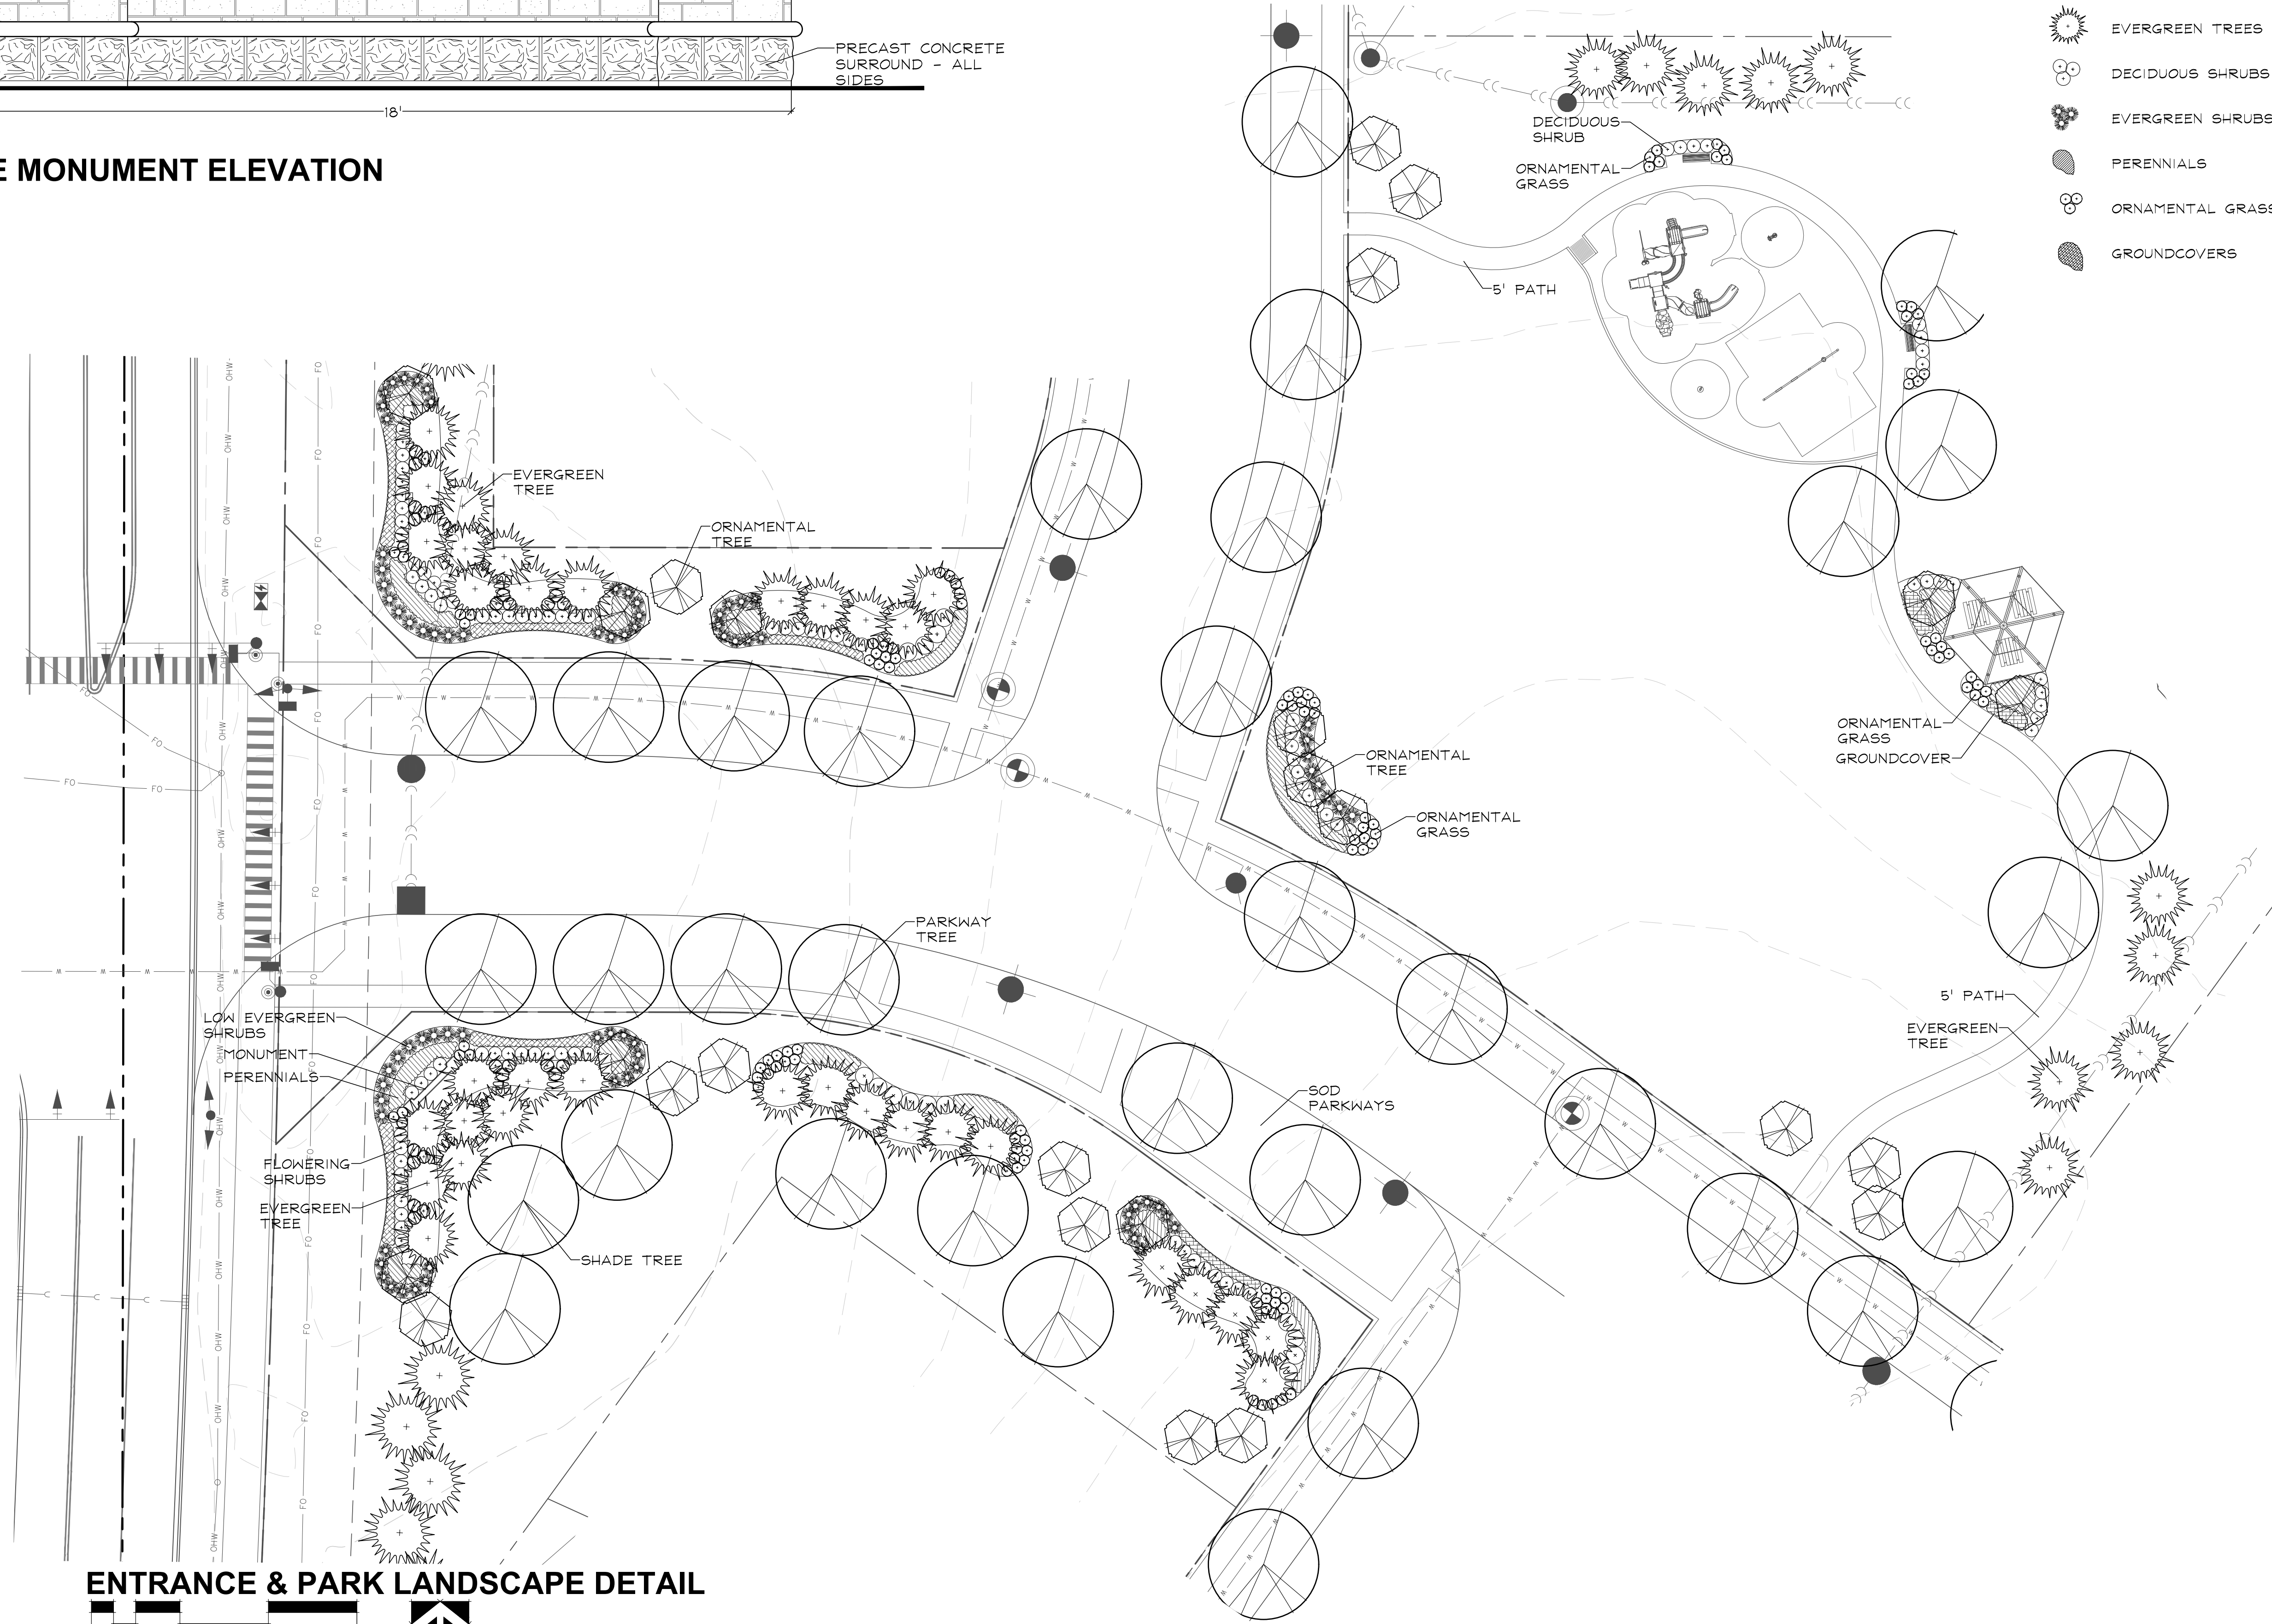 PRECAST CONCRETE
SURROUND - ALL
SIDES
18'
MONUMENT ELEVATION
EVERGREEN TREES
DECIDUOUS SHRUBS
EVERGREEN SHRUBS
PERENNIALS
ORNAMENTAL GRASS
GROUNDCOVERS
DECIDUOUS
SHRUB
ORNAMENTAL
GRASS
5' PATH
EVERGREEN
TREE
ORNAMENTAL
TREE
ORNAMENTAL
TREE
ORNAMENTAL
GRASS
ORNAMENTAL
GRASS
GROUNDCOVER
PARKWAY
TREE
5' PATH
EVERGREEN
TREE
LOW EVERGREEN
SHRUBS
MONUMENT
PERENNIALS
SOD
PARKWAYS
FLOWERING
SHRUBS
EVERGREEN
TREE
SHADE TREE
OHW
FO
W
ENTRANCE & PARK LANDSCAPE DETAIL